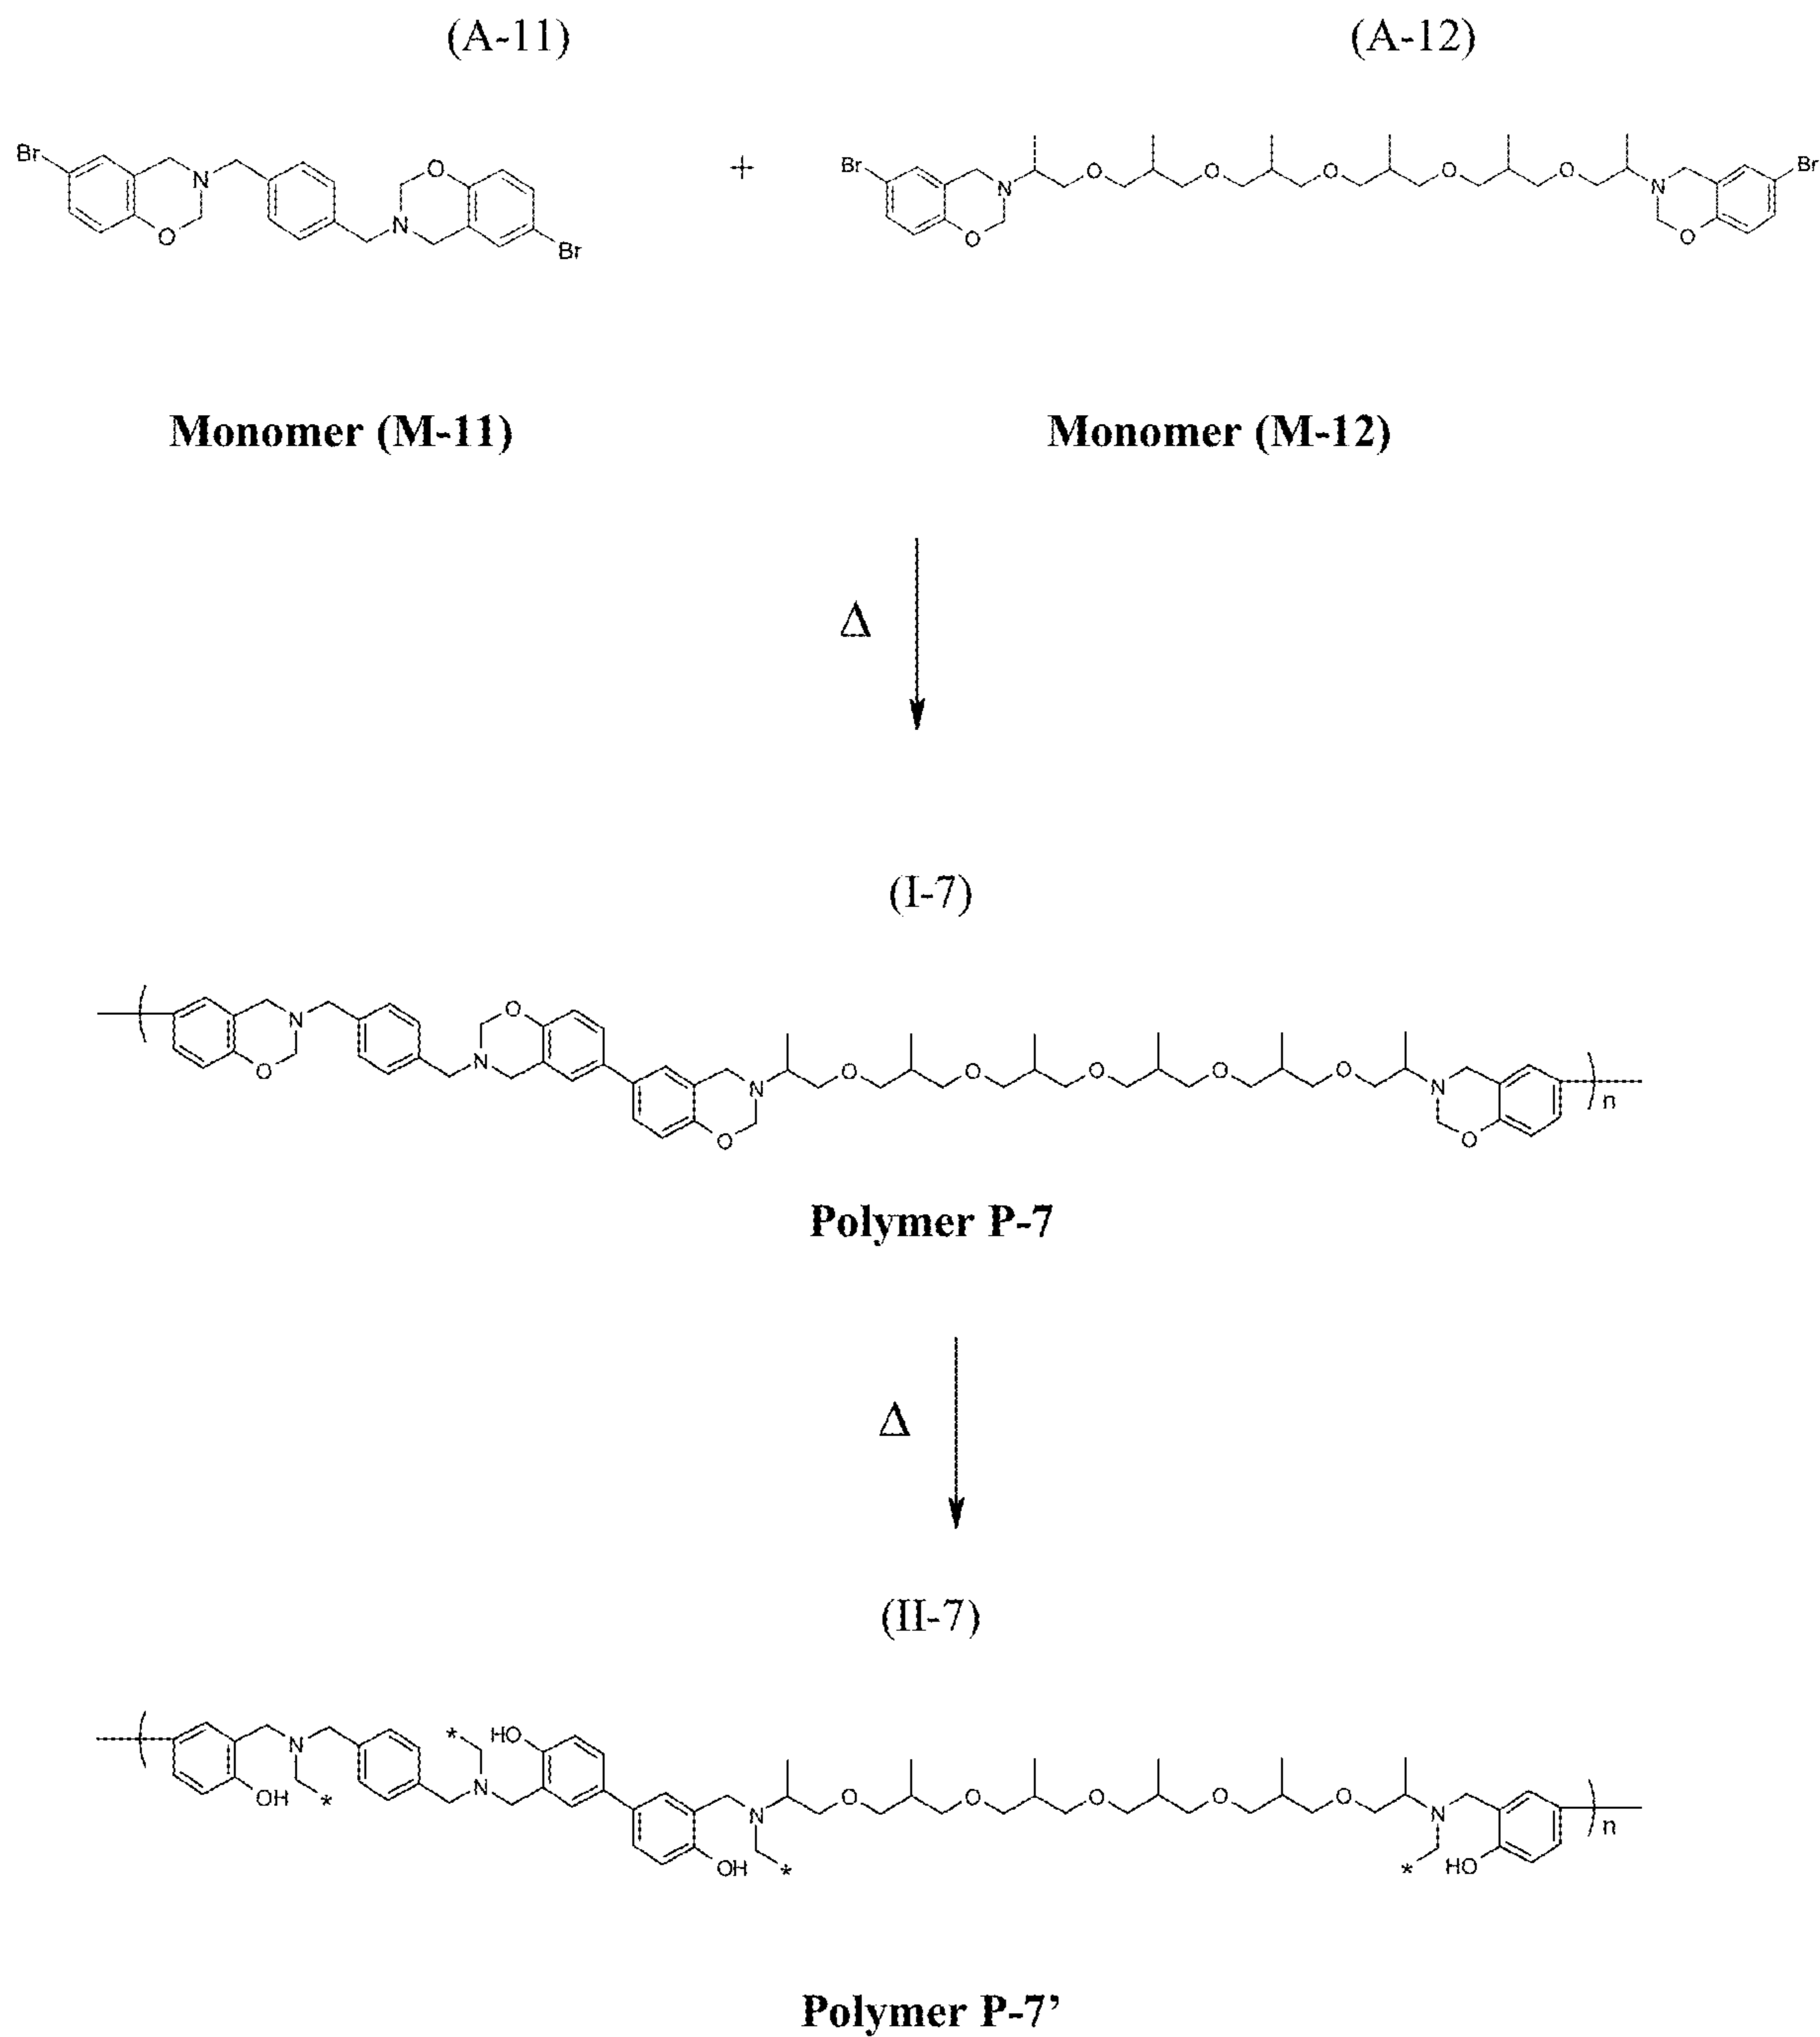 (A-11) (A-12)
Br N O O N Br + Br N O O O O O O N O Br
Monomer (M-11) Monomer (M-12)
Δ
(I-7)
N O O N N O O O O O O N O n
Polymer P-7
Δ
(II-7)
N OH * * HO N N OH * O O O O O N * HO n
Polymer P-7’